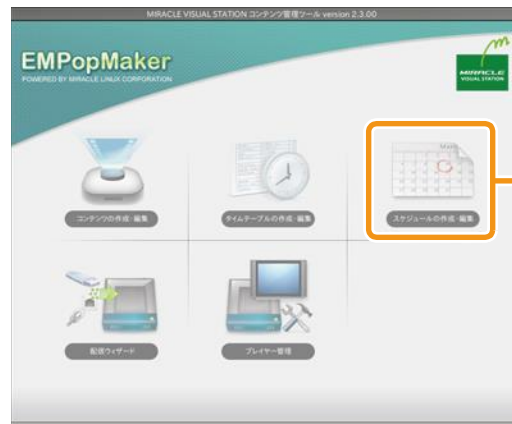 MIRACLE VISUAL STATION コンテンツ管理ツール version 2.3.00
EMPopMaker
POWERED BY MIRACLE LINUX CORPORATION
MIRACLE
VISUAL STATION
コンテンツの作成・編集
タイムテーブルの作成・編集
スケジュールの作成・編集
配信ウィザード
プレイヤー管理